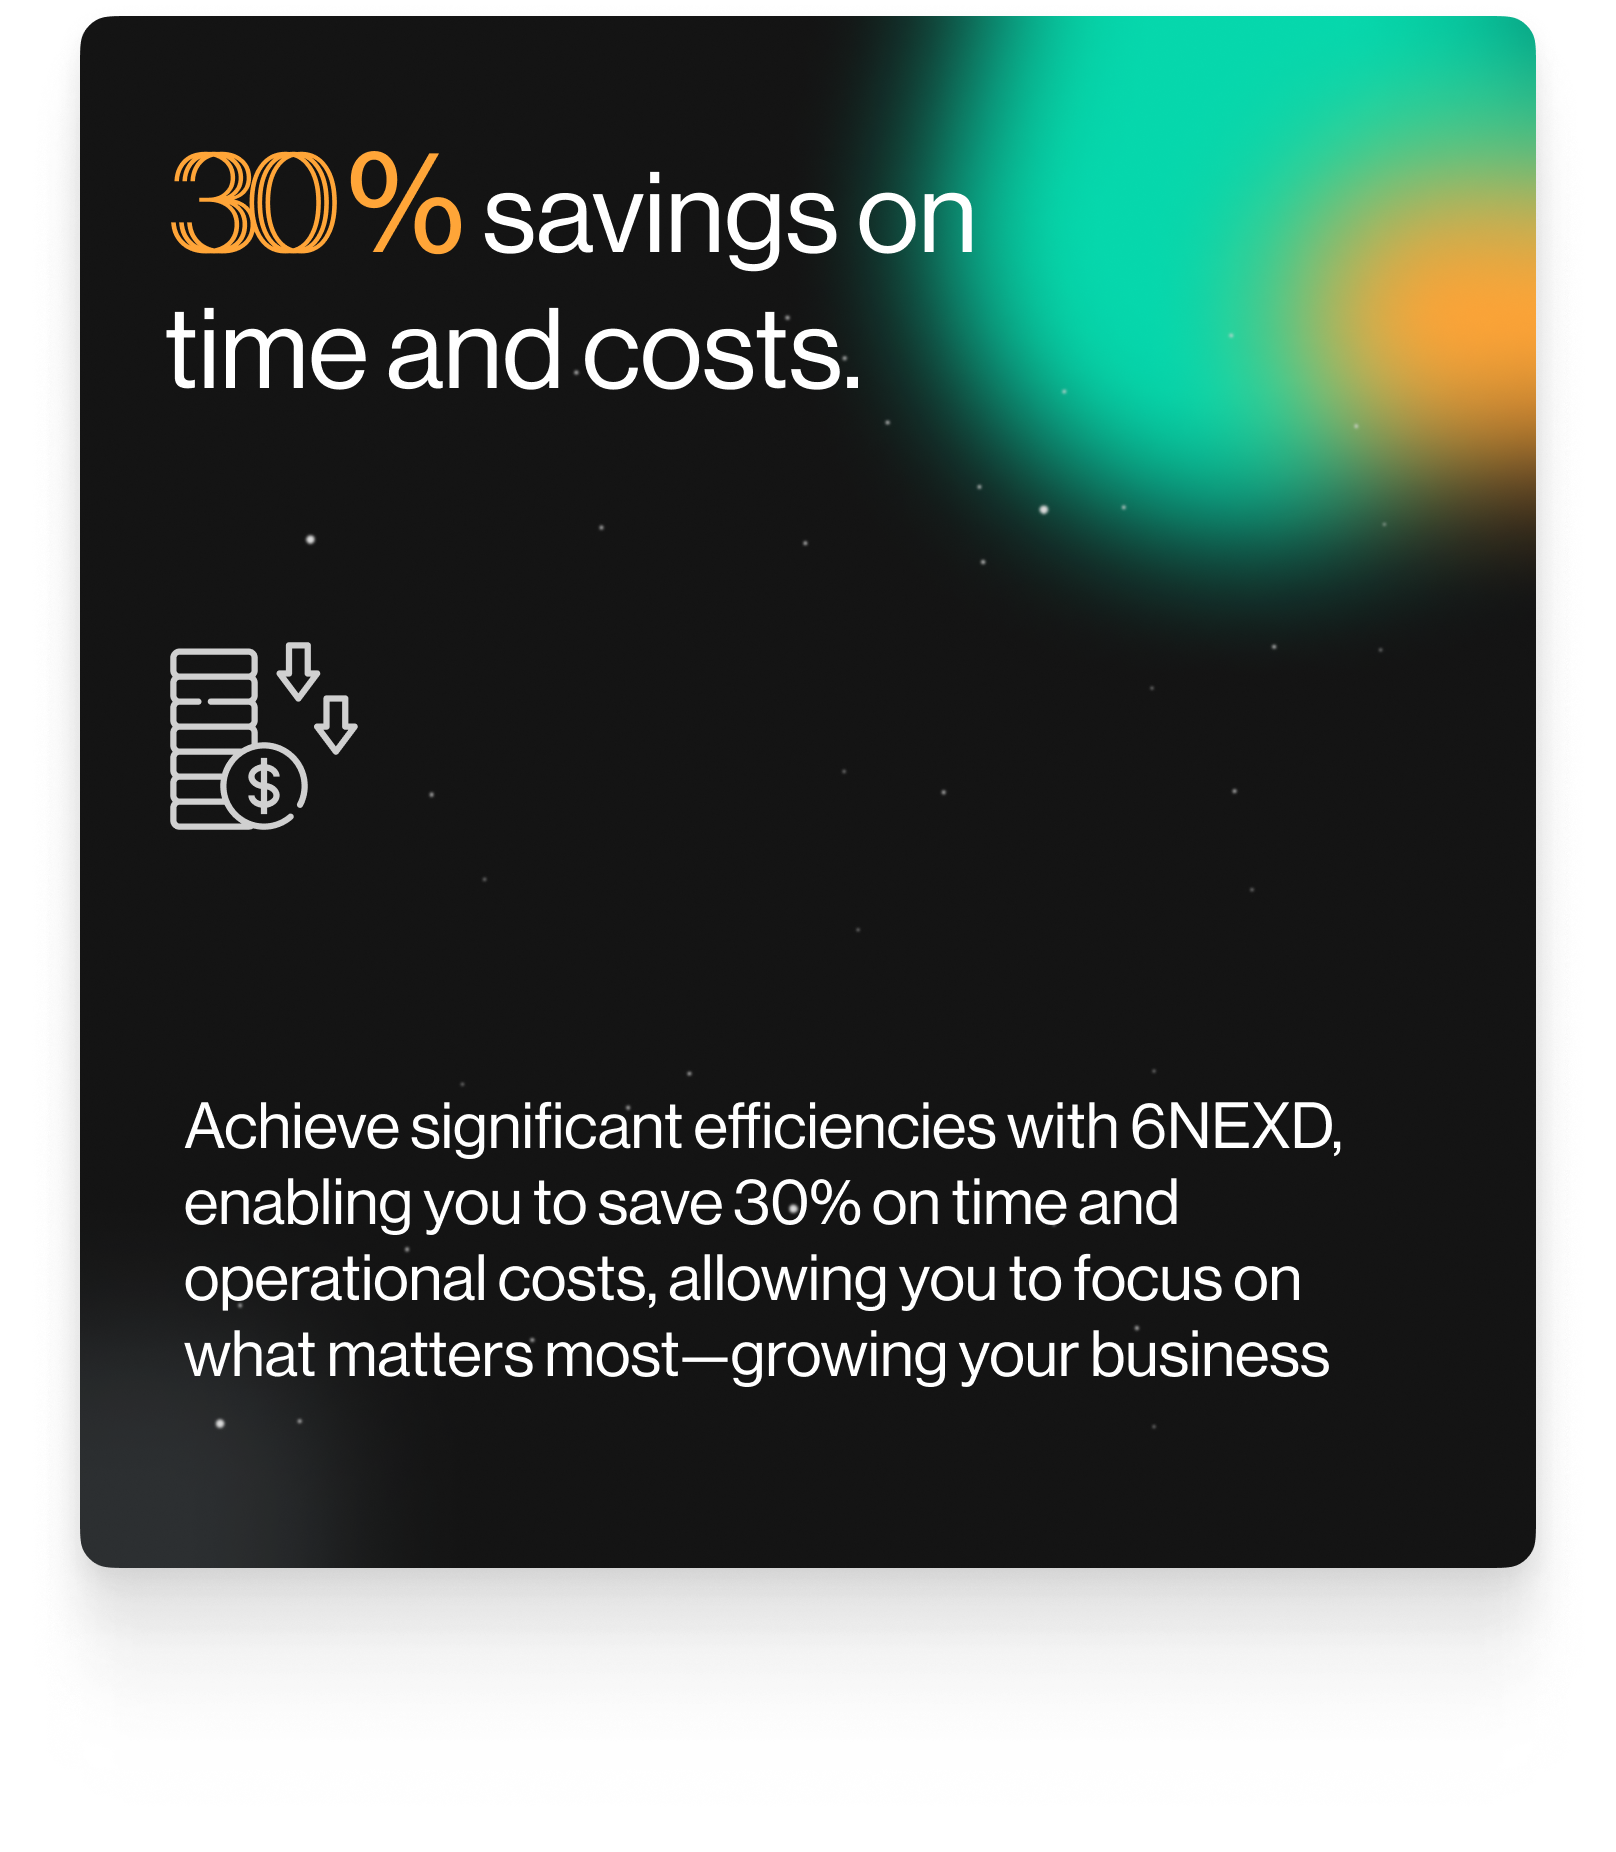 30% savings on
time and costs.
$
Achieve significant efficiencies with 6NEXD,
enabling you to save 30% on time and
operational costs, allowing you to focus on
what matters most—growing your business